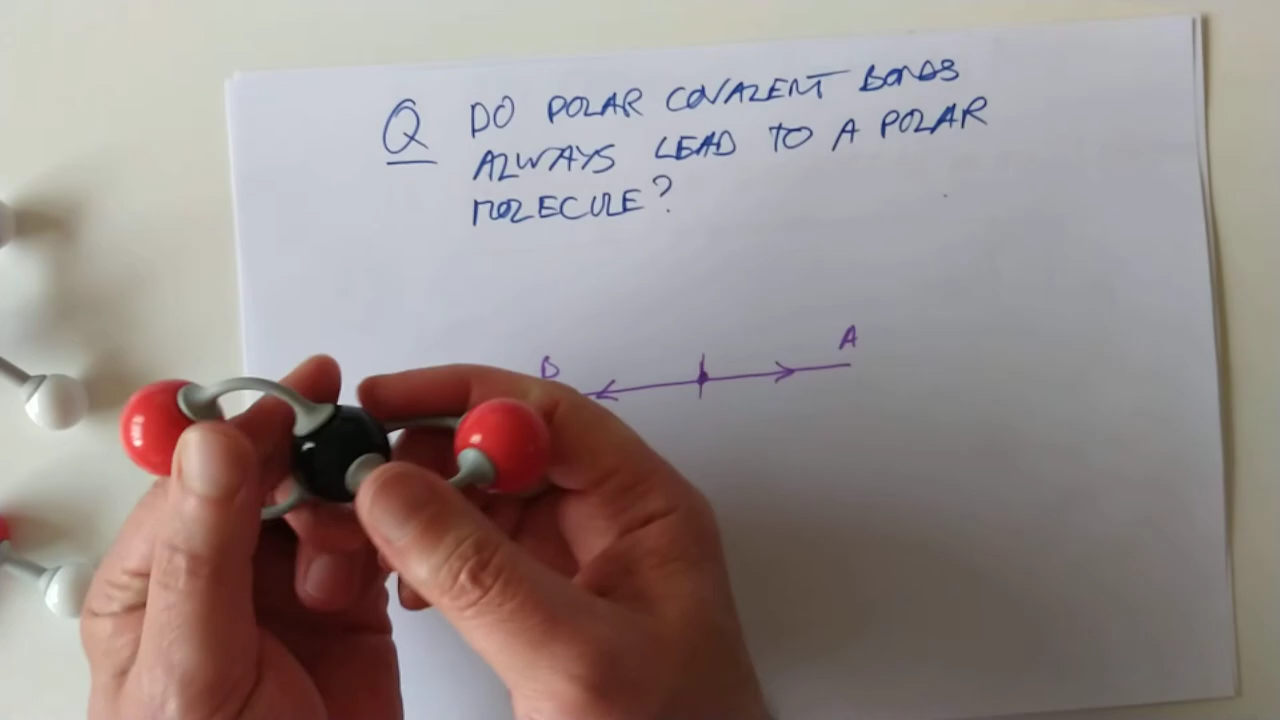 Q DO POLAR COVALENT BONDS
ALWAYS LEAD TO A POLAR
MOLECULE?
B A